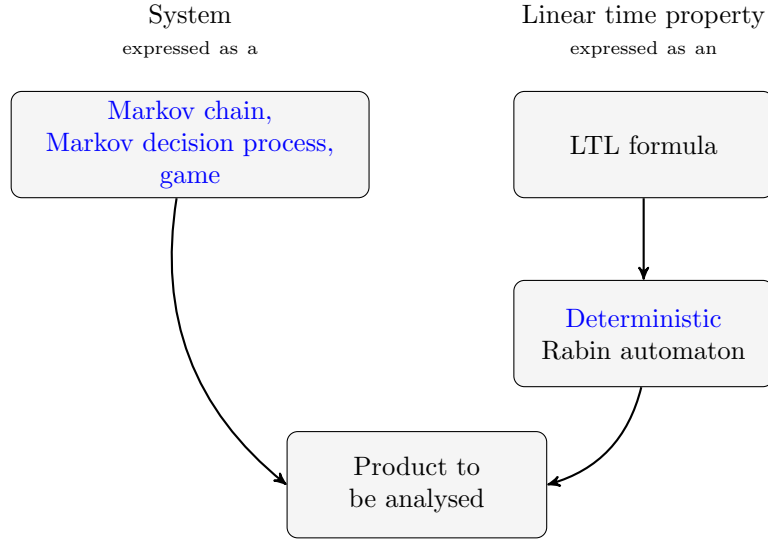 System
expressed as a
Markov chain,
Markov decision process,
game
Linear time property
expressed as an
LTL formula
Deterministic
Rabin automaton
Product to
be analysed